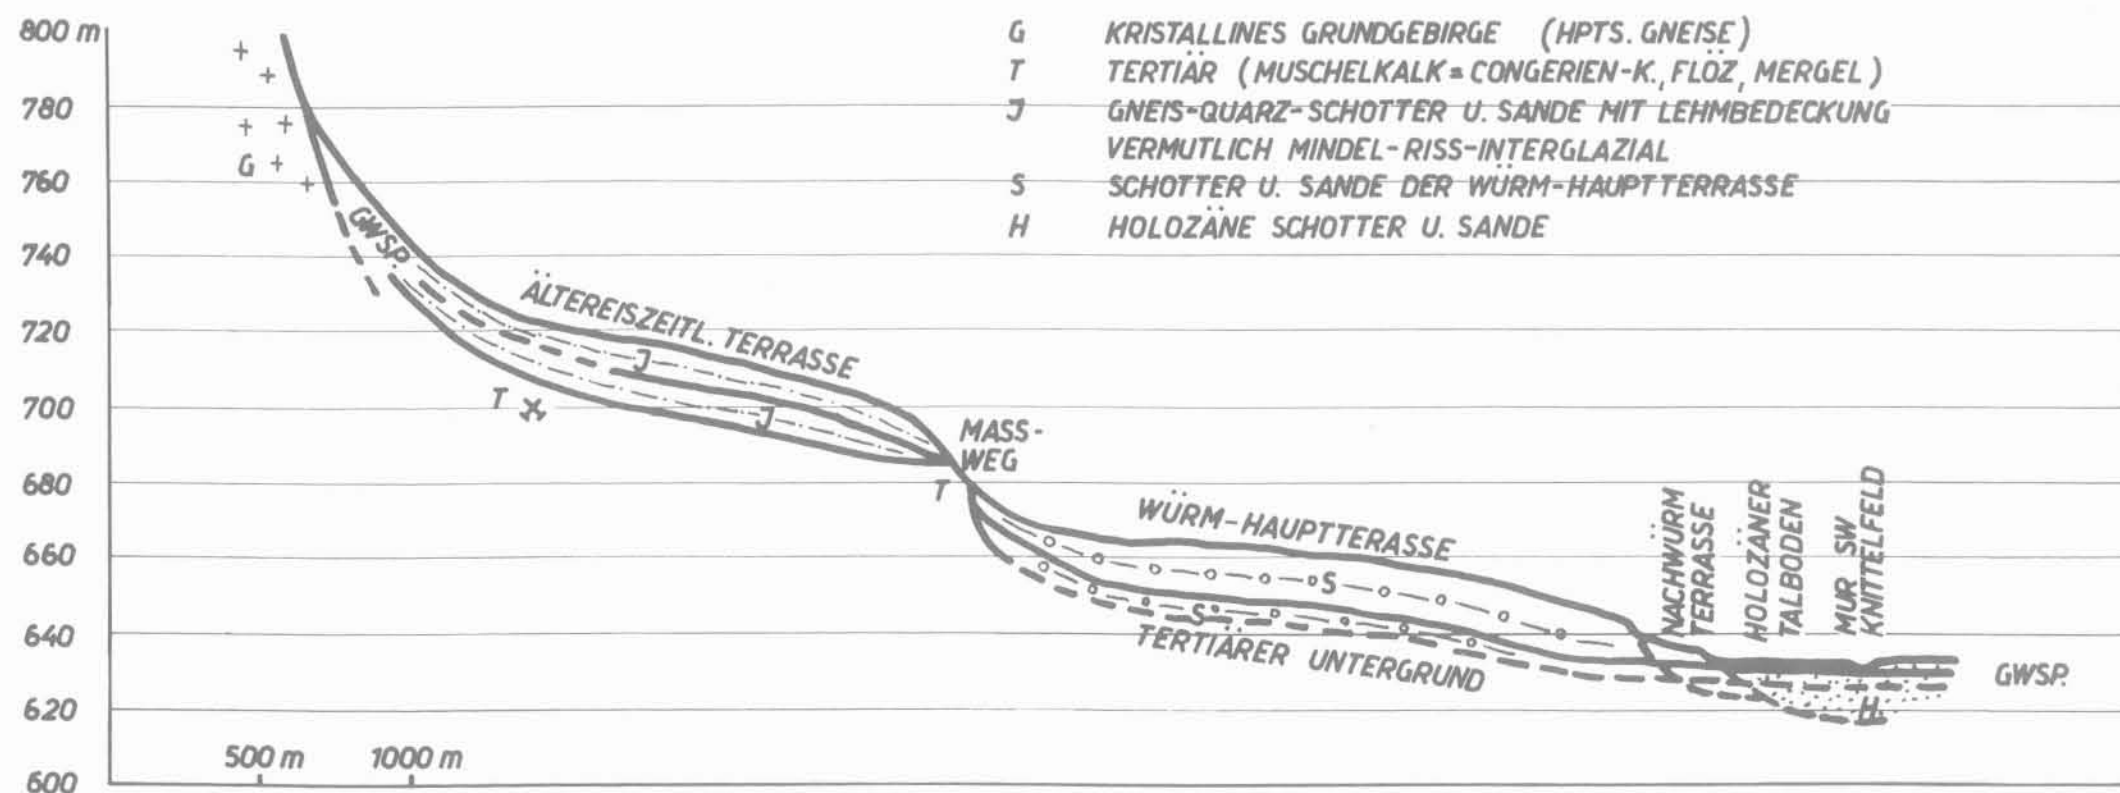 800 m
780
760
740
720
700
680
660
640
620
600
500 m 1000 m
G KRISTALLINES GRUNDGEBIRGE (HPTS. GNEISE)
T TERTIÄR (MUSCHELKALK = CONGERIEN-K., FLÖZ, MERGEL)
J GNEIS-QUARZ-SCHOTTER U. SANDE MIT LEHMBEDECKUNG
VERMUTLICH MINDEL-RISS-INTERGLAZIAL
S SCHOTTER U. SANDE DER WÜRM-HAUPTTERRASSE
H HOLOZÄNE SCHOTTER U. SANDE
G
GWSP.
ÄLTEREISZEITL. TERRASSE
J
J
T
MASS-
WEG
T
WÜRM-HAUPTTERASSE
S
S
TERTIÄRER UNTERGRUND
NACHWÜRM
TERRASSE
HOLOZÄNER
TALBODEN
MUR SW
KNITTELFELD
GWSP.
H